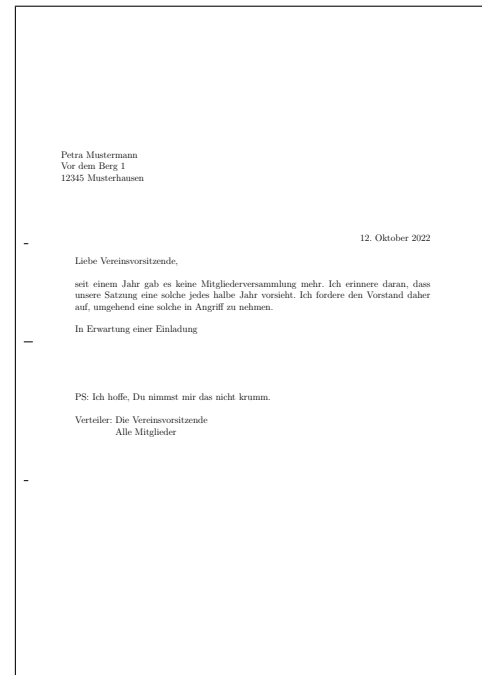 Petra Mustermann
Vor dem Berg 1
12345 Musterhausen
12. Oktober 2022
Liebe Vereinsvorsitzende,
seit einem Jahr gab es keine Mitgliederversammlung mehr. Ich erinnere daran, dass
unsere Satzung eine solche jedes halbe Jahr vorsieht. Ich fordere den Vorstand daher
auf, umgehend eine solche in Angriff zu nehmen.
In Erwartung einer Einladung
PS: Ich hoffe, Du nimmst mir das nicht krumm.
Verteiler: Die Vereinsvorsitzende
Alle Mitglieder